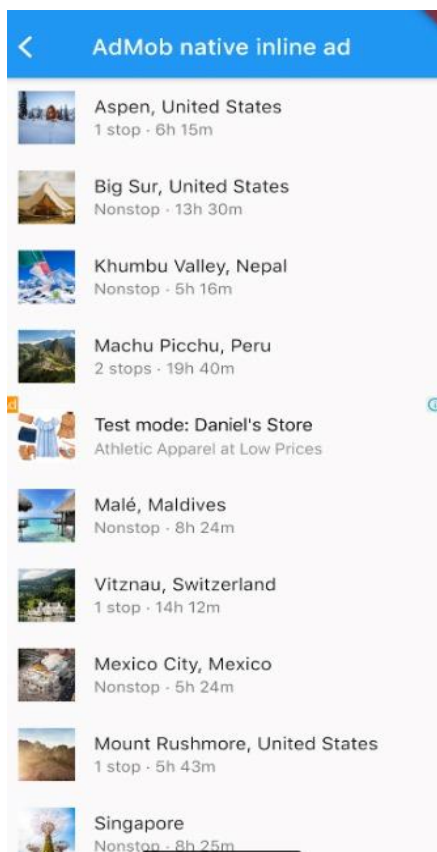 AdMob native inline ad
Aspen, United States
1 stop · 6h 15m
Big Sur, United States
Nonstop · 13h 30m
Khumbu Valley, Nepal
Nonstop · 5h 16m
Machu Picchu, Peru
2 stops · 19h 40m
Test mode: Daniel's Store
Athletic Apparel at Low Prices
Malé, Maldives
Nonstop · 8h 24m
Vitznau, Switzerland
1 stop · 14h 12m
Mexico City, Mexico
Nonstop · 5h 24m
Mount Rushmore, United States
1 stop · 5h 43m
Singapore
Nonstop · 8h 25m